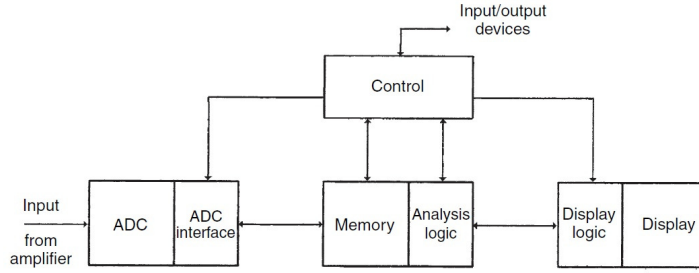 Input/output
devices
Control
Input
from
amplifier
ADC
ADC
interface
Memory
Analysis
logic
Display
logic
Display